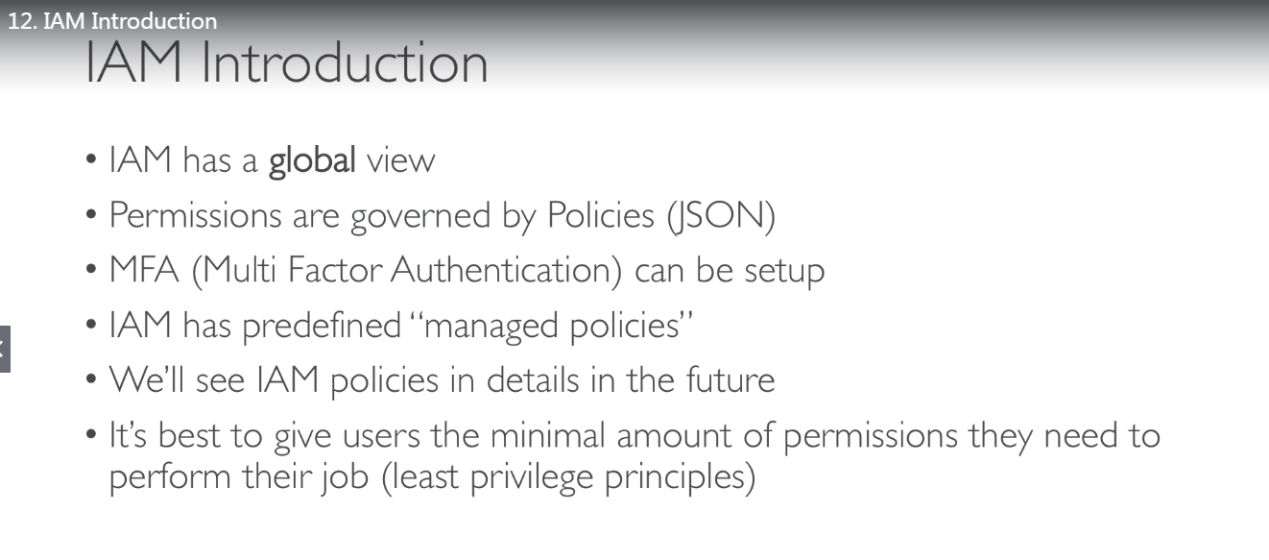 12. IAM Introduction
IAM Introduction
• IAM has a global view
• Permissions are governed by Policies (JSON)
• MFA (Multi Factor Authentication) can be setup
• IAM has predefined “managed policies”
• We’ll see IAM policies in details in the future
• It’s best to give users the minimal amount of permissions they need to
perform their job (least privilege principles)